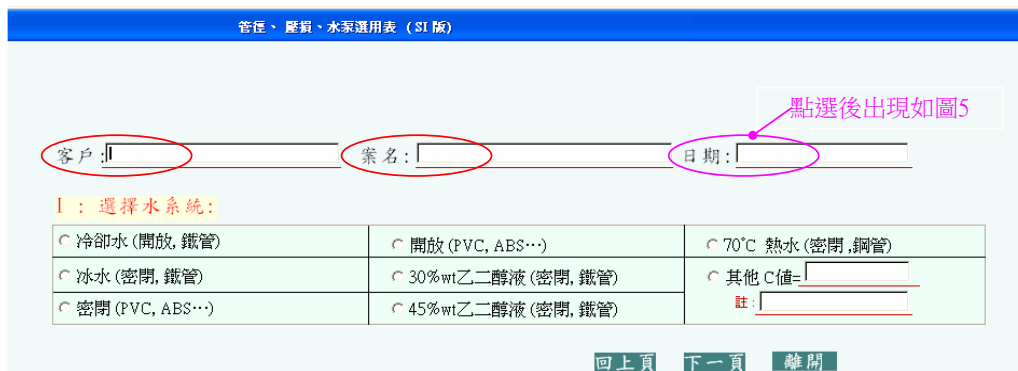 管徑、 壓損、水泵選用表 (SI 版)
點選後出現如圖5
客戶: 案名: 日期:
I : 選擇水系統:
冷卻水 (開放, 鐵管) 開放 (PVC, ABS…) 70°C 熱水 (密閉 ,鋼管)
冰水 (密閉, 鐵管) 30%wt乙二醇液 (密閉, 鐵管) 其他 C值=
密閉 (PVC, ABS…) 45%wt乙二醇液 (密閉, 鐵管) 註:
回上頁 下一頁 離開